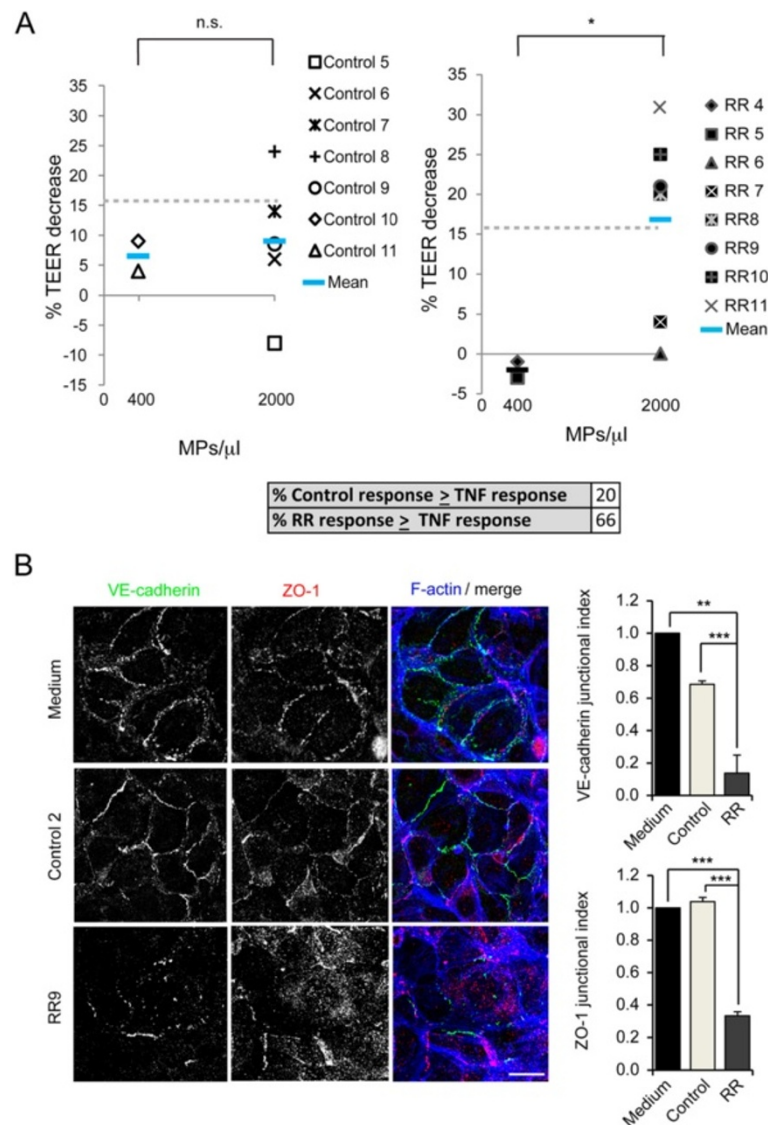 A
n.s.
35
30
25
20
15
10
5
0
-5
-10
-15
% TEER decrease
0 400 2000
MPs/µl
Control 5
Control 6
Control 7
Control 8
Control 9
Control 10
Control 11
Mean
*
35
30
25
20
15
10
5
0
-5
% TEER decrease
0 400 2000
MPs/µl
RR 4
RR 5
RR 6
RR 7
RR8
RR9
RR10
RR11
Mean
% Control response ≥ TNF response 20
% RR response ≥ TNF response 66
B
VE-cadherin ZO-1 F-actin / merge
Medium
Control 2
RR9
VE-cadherin junctional index
1.2
1.0
0.8
0.6
0.4
0.2
0.0
**
***
Medium Control RR
ZO-1 junctional index
1.2
1.0
0.8
0.6
0.4
0.2
0.0
***
***
Medium Control RR